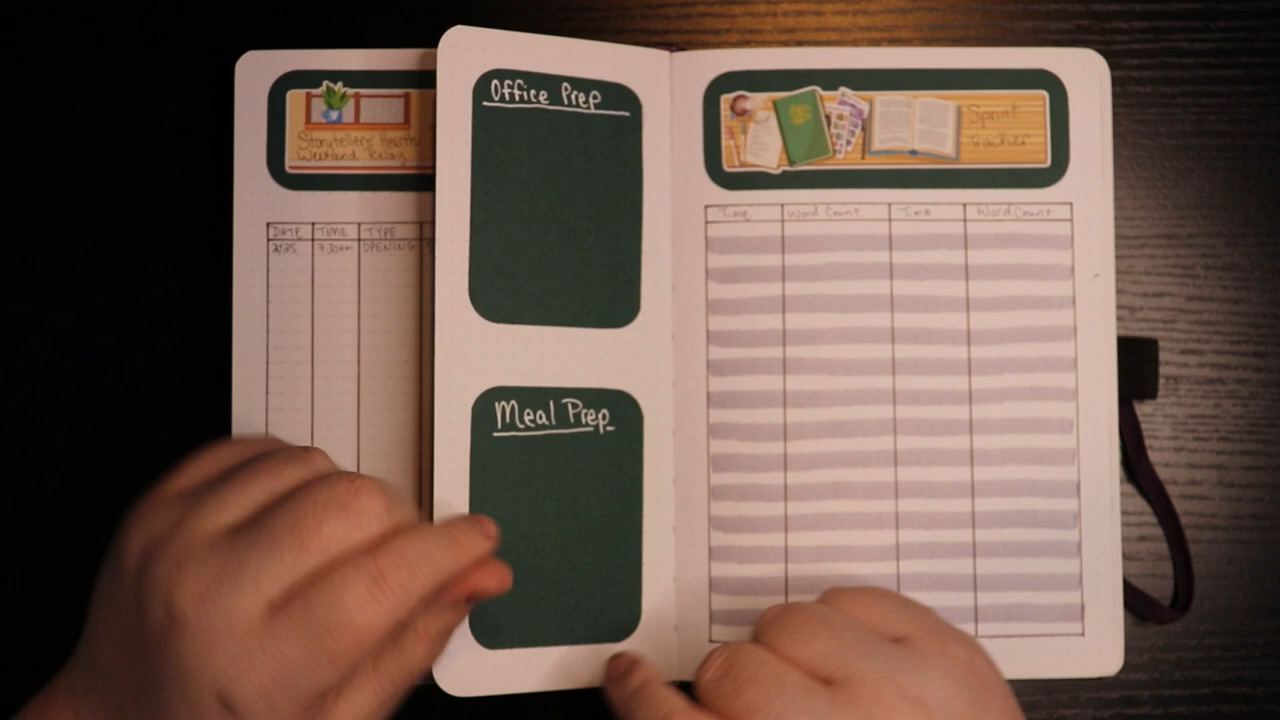 Storytellers Hearth
Weekend Relay
DATE TIME TYPE
2/25 7:30am OPENING
Office Prep
Meal Prep
Sprint
Tracker
Time Word Count Time Word Count